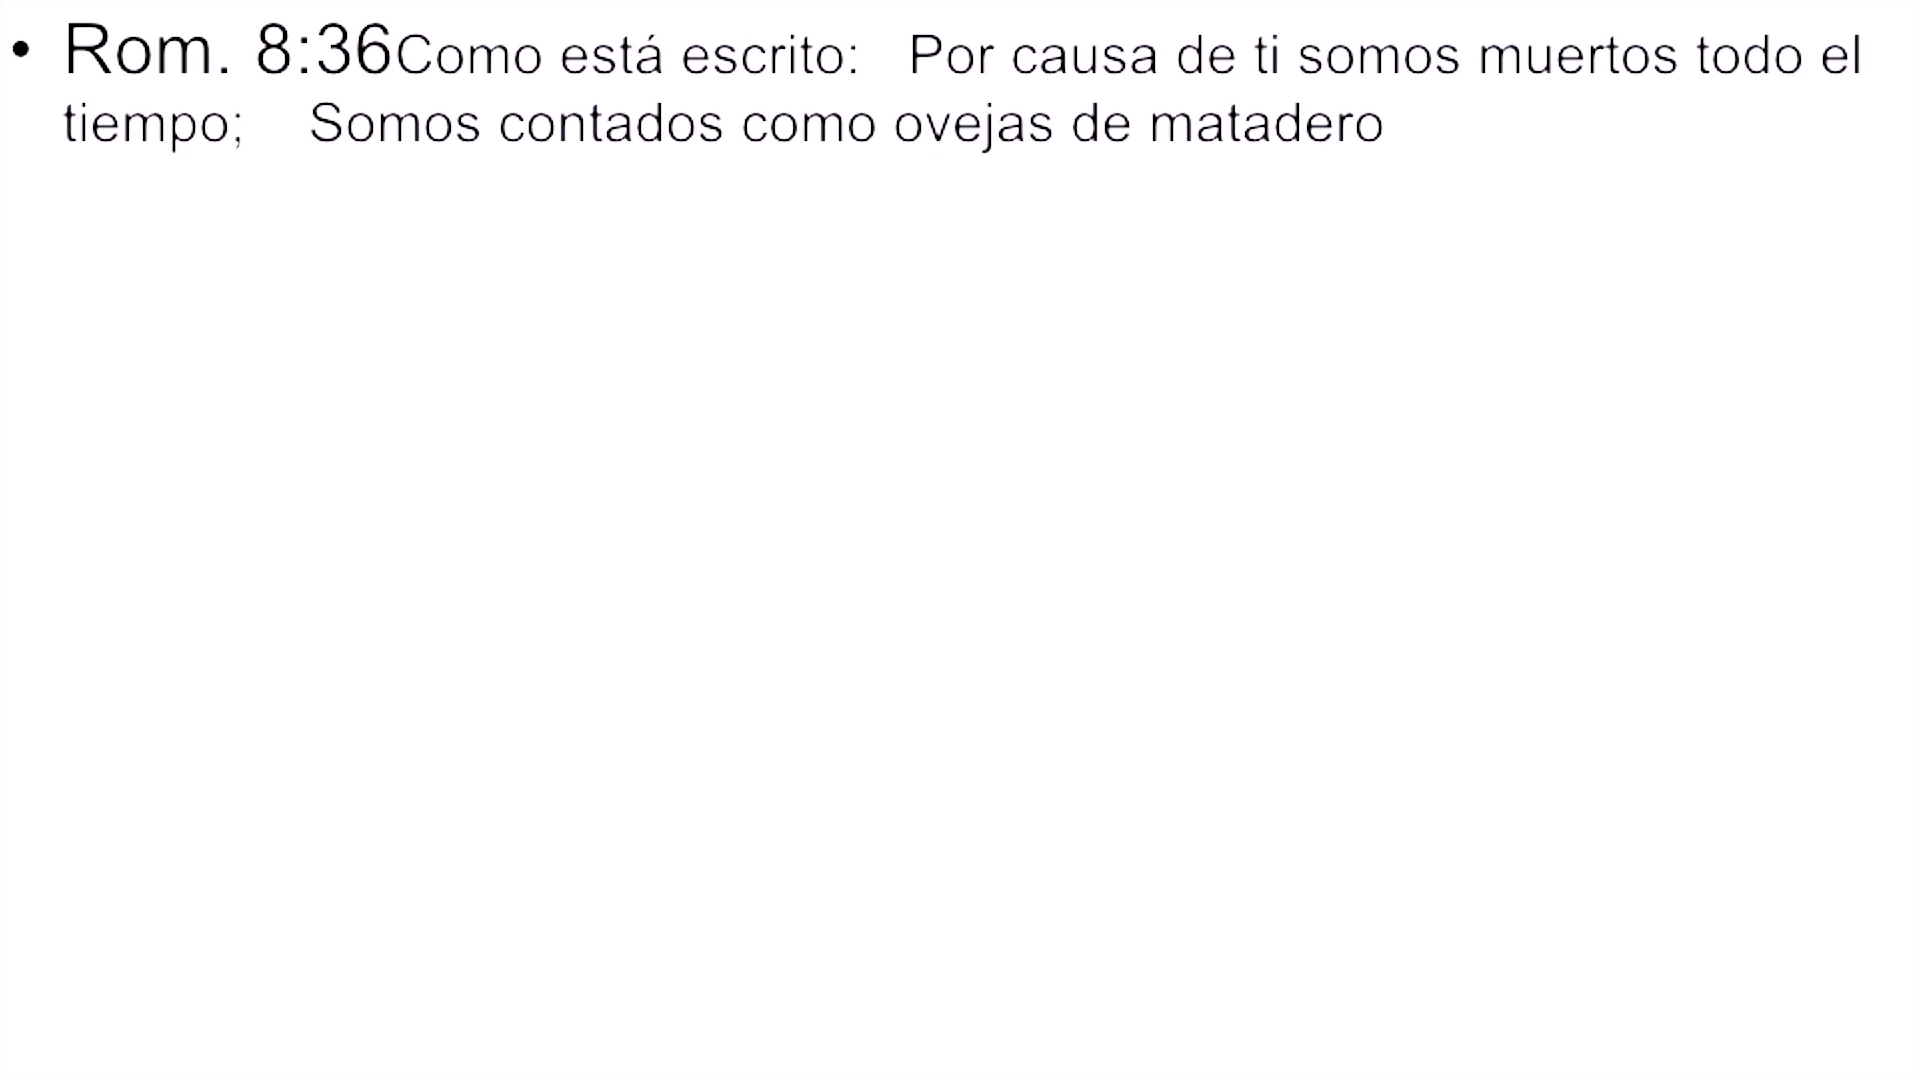 • Rom. 8:36Como está escrito: Por causa de ti somos muertos todo el
tiempo; Somos contados como ovejas de matadero